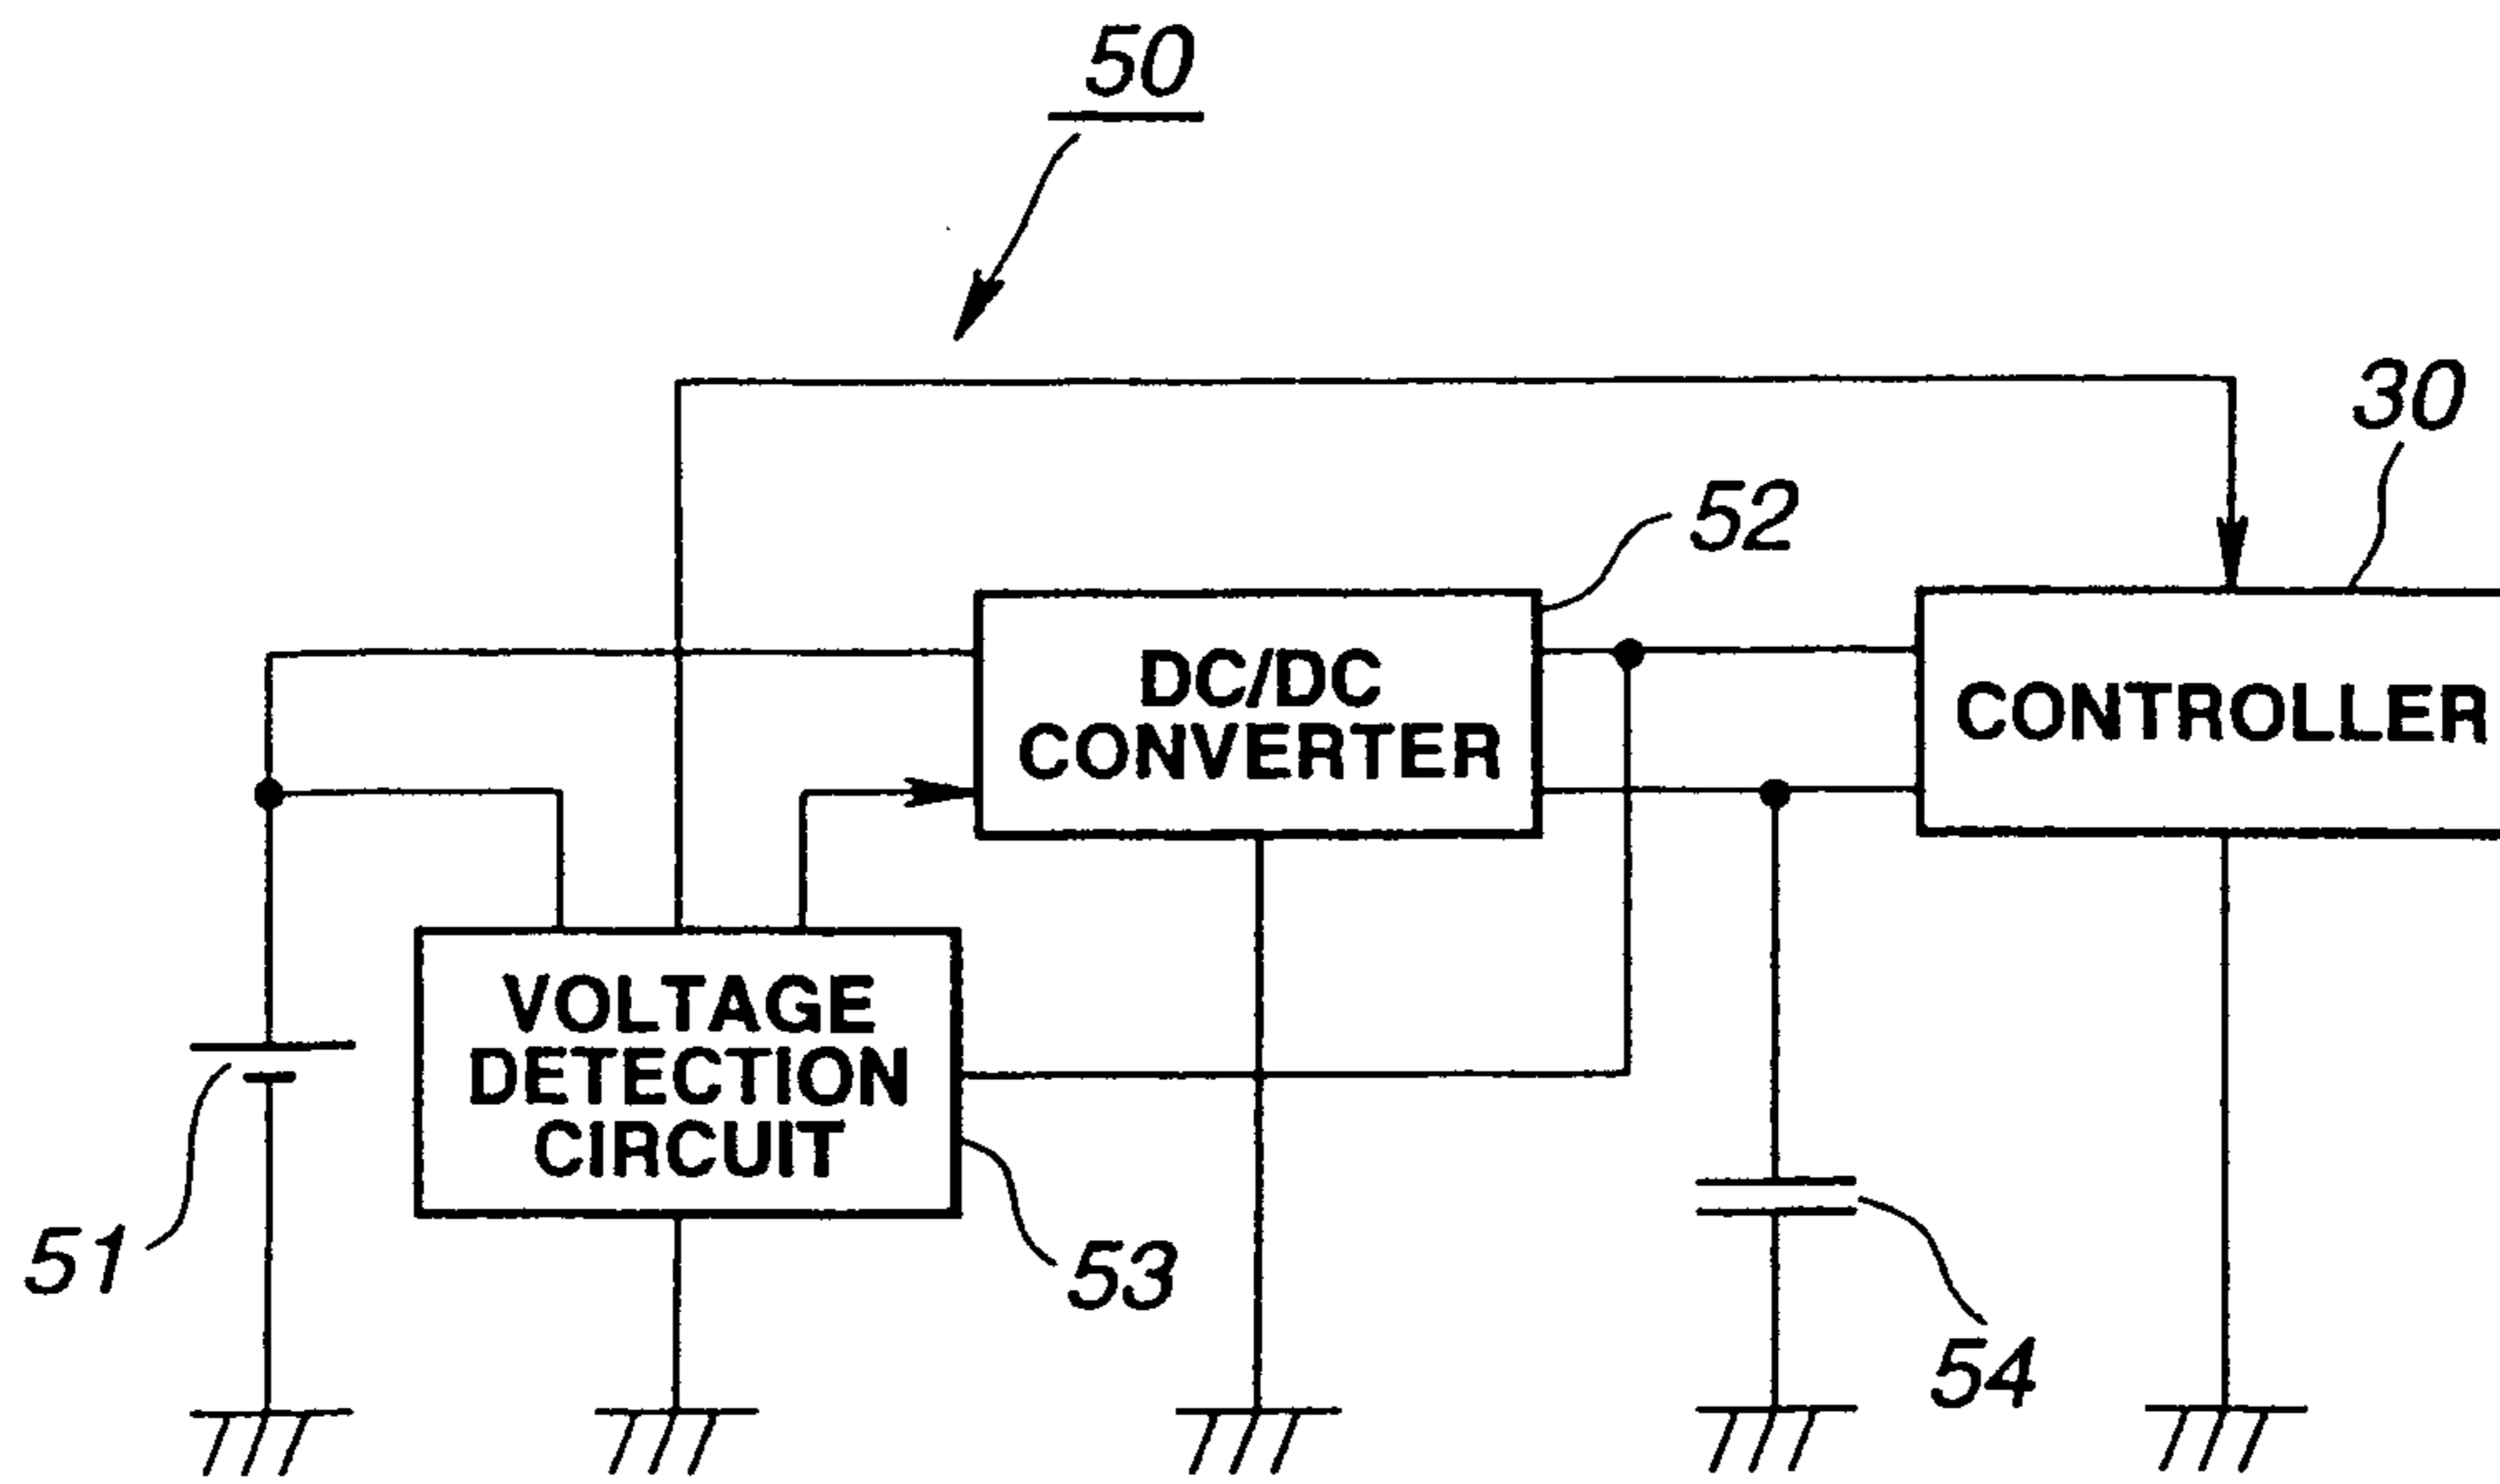 50
30
52
DC/DC
CONVERTER
CONTROLLER
VOLTAGE
DETECTION
CIRCUIT
51
53
54